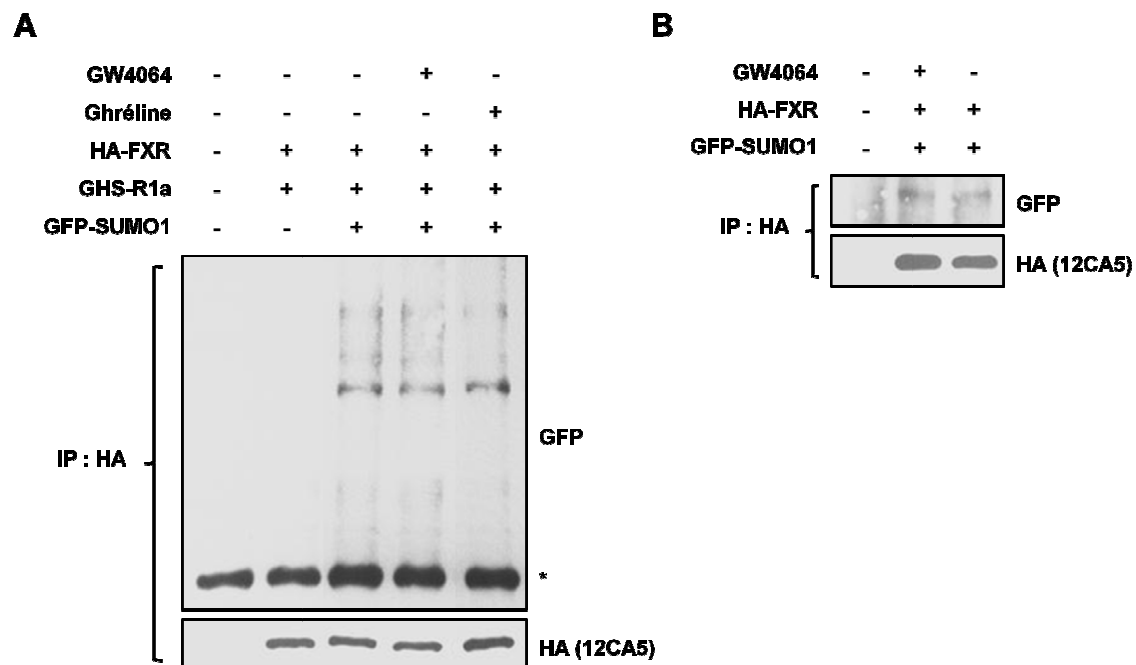 A
GW4064 - - - + -
Ghréline - - - - +
HA-FXR - + + + +
GHS-R1a - + + + +
GFP-SUMO1 - - + + +
IP : HA
GFP
*
HA (12CA5)
B
GW4064 - + -
HA-FXR - + +
GFP-SUMO1 - + +
IP : HA
GFP
HA (12CA5)